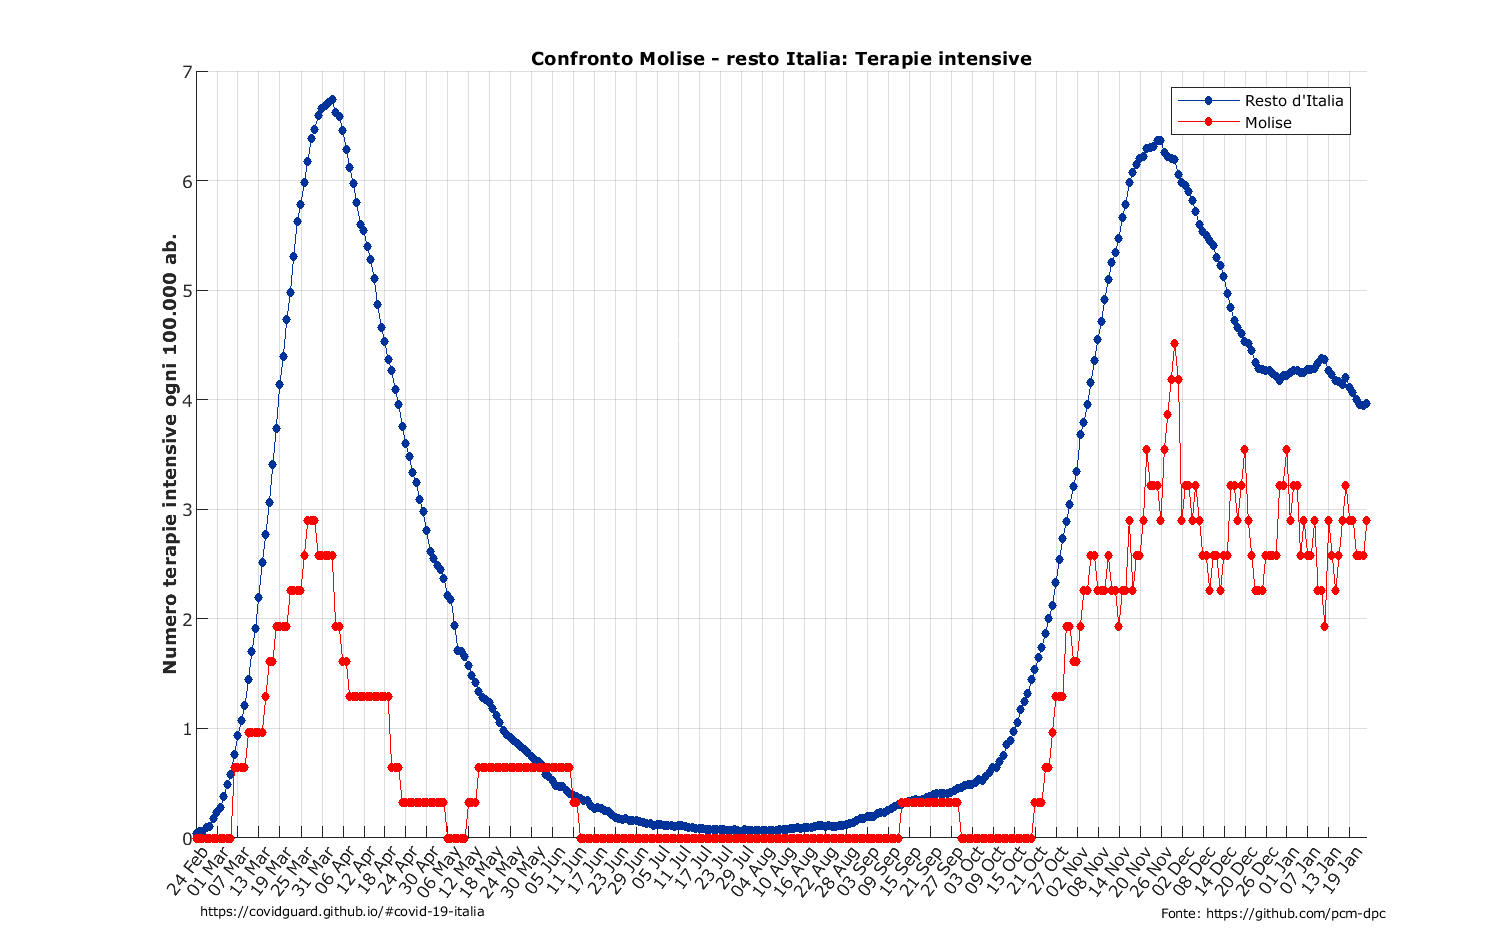 Confronto Molise - resto Italia: Terapie intensive
Resto d'Italia
Molise
Numero terapie intensive ogni 100.000 ab.
7
6
5
4
3
2
1
0
24 Feb
01 Mar
07 Mar
13 Mar
19 Mar
25 Mar
31 Mar
06 Apr
12 Apr
18 Apr
24 Apr
30 Apr
06 May
12 May
18 May
24 May
30 May
05 Jun
11 Jun
17 Jun
23 Jun
29 Jun
05 Jul
11 Jul
17 Jul
23 Jul
29 Jul
04 Aug
10 Aug
16 Aug
22 Aug
28 Aug
03 Sep
09 Sep
15 Sep
21 Sep
27 Sep
03 Oct
09 Oct
15 Oct
21 Oct
27 Oct
02 Nov
08 Nov
14 Nov
20 Nov
26 Nov
02 Dec
08 Dec
14 Dec
20 Dec
26 Dec
01 Jan
07 Jan
13 Jan
19 Jan
https://covidguard.github.io/#covid-19-italia
Fonte: https://github.com/pcm-dpc